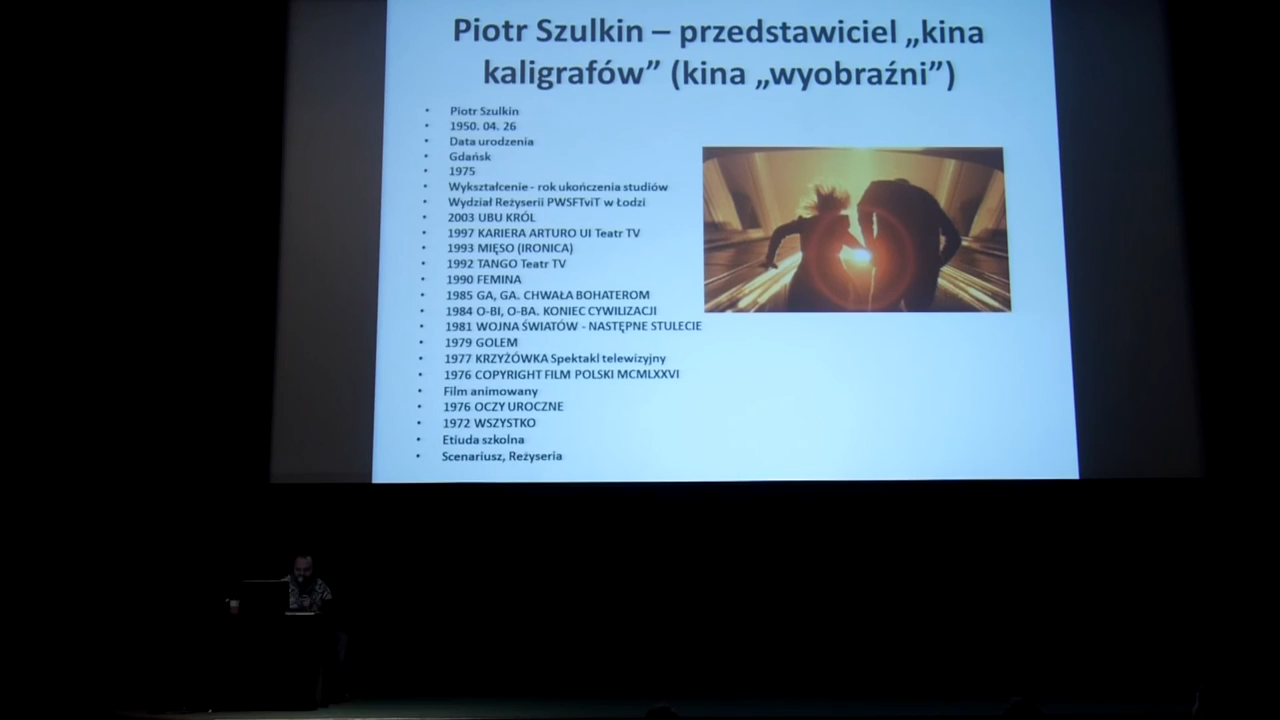 Piotr Szulkin – przedstawiciel „kina
kaligrafów” (kina „wyobraźni”)
• Piotr Szulkin
• 1950. 04. 26
• Data urodzenia
• Gdańsk
• 1975
• Wykształcenie - rok ukończenia studiów
• Wydział Reżyserii PWSFTviT w Łodzi
• 2003 UBU KRÓL
• 1997 KARIERA ARTURO UI Teatr TV
• 1993 MIĘSO (IRONICA)
• 1992 TANGO Teatr TV
• 1990 FEMINA
• 1985 GA, GA. CHWAŁA BOHATEROM
• 1984 O-BI, O-BA. KONIEC CYWILIZACJI
• 1981 WOJNA ŚWIATÓW - NASTĘPNE STULECIE
• 1979 GOLEM
• 1977 KRZYŻÓWKA Spektakl telewizyjny
• 1976 COPYRIGHT FILM POLSKI MCMLXXVI
• Film animowany
• 1976 OCZY UROCZNE
• 1972 WSZYSTKO
• Etiuda szkolna
• Scenariusz, Reżyseria